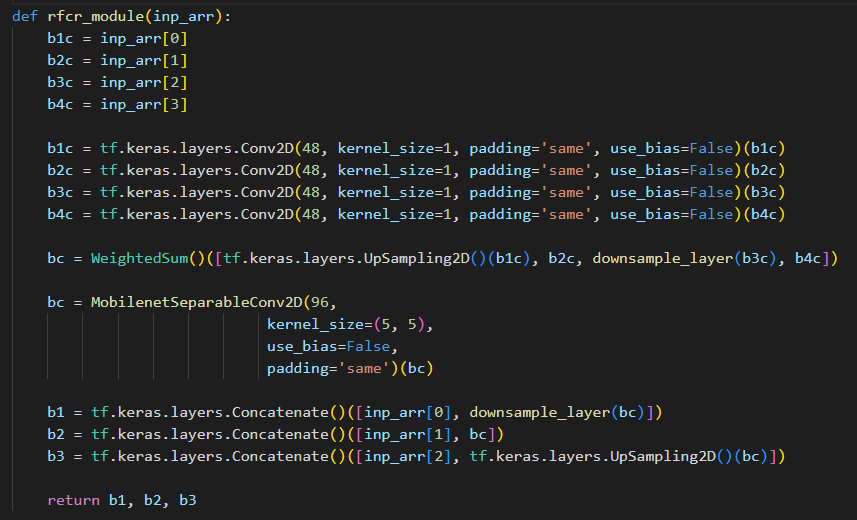 def rfcr_module(inp_arr):
    b1c = inp_arr[0]
    b2c = inp_arr[1]
    b3c = inp_arr[2]
    b4c = inp_arr[3]

    b1c = tf.keras.layers.Conv2D(48, kernel_size=1, padding='same', use_bias=False)(b1c)
    b2c = tf.keras.layers.Conv2D(48, kernel_size=1, padding='same', use_bias=False)(b2c)
    b3c = tf.keras.layers.Conv2D(48, kernel_size=1, padding='same', use_bias=False)(b3c)
    b4c = tf.keras.layers.Conv2D(48, kernel_size=1, padding='same', use_bias=False)(b4c)

    bc = WeightedSum()([tf.keras.layers.UpSampling2D()(b1c), b2c, downsample_layer(b3c), b4c])

    bc = MobilenetSeparableConv2D(96,
                             kernel_size=(5, 5),
                             use_bias=False,
                             padding='same')(bc)

    b1 = tf.keras.layers.Concatenate()([inp_arr[0], downsample_layer(bc)])
    b2 = tf.keras.layers.Concatenate()([inp_arr[1], bc])
    b3 = tf.keras.layers.Concatenate()([inp_arr[2], tf.keras.layers.UpSampling2D()(bc)])

    return b1, b2, b3